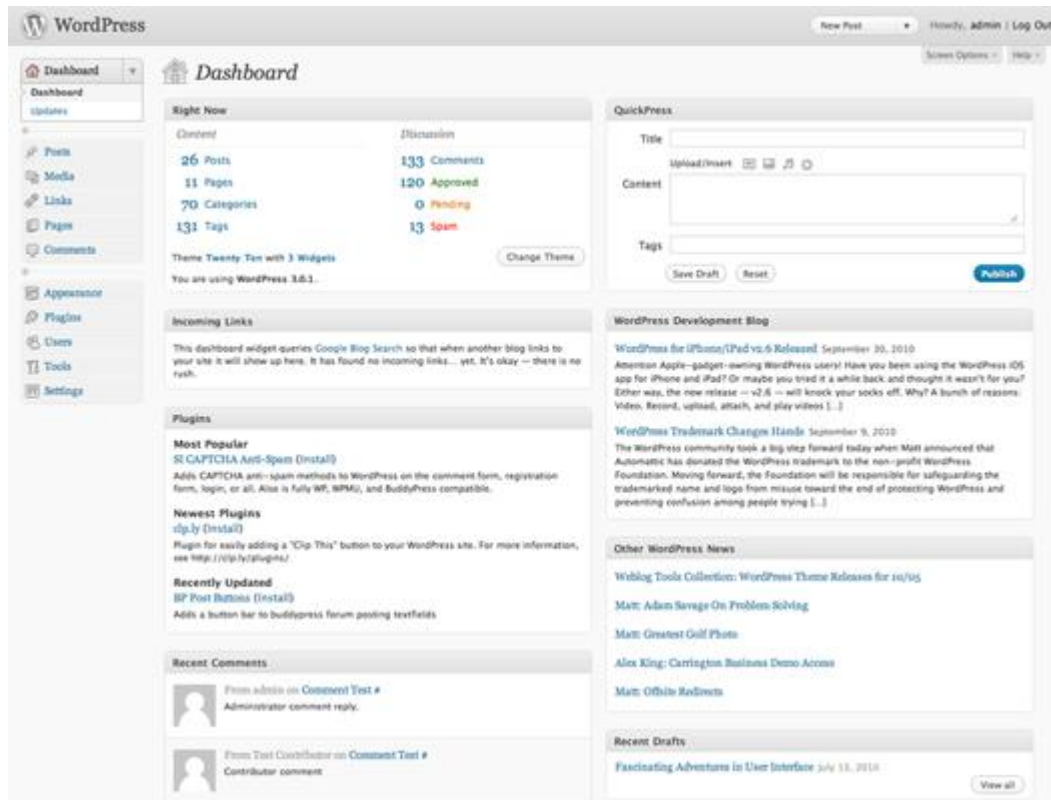 WordPress
New Post
Howdy, admin | Log Out
Screen Options
Help
Dashboard
Dashboard
Updates
Posts
Media
Links
Pages
Comments
Appearance
Plugins
Users
Tools
Settings
Dashboard
Right Now
Content
26 Posts
11 Pages
70 Categories
131 Tags
Discussion
133 Comments
120 Approved
0 Pending
13 Spam
Theme Twenty Ten with 3 Widgets
Change Theme
You are using WordPress 3.0.1.
Incoming Links
This dashboard widget queries Google Blog Search so that when another blog links to
your site it will show up here. It has found no incoming links... yet. It's okay — there is no
rush.
Plugins
Most Popular
SI CAPTCHA Anti-Spam (Install)
Adds CAPTCHA anti-spam methods to WordPress on the comment form, registration
form, login, or all. Also is fully WP, WPMU, and BuddyPress compatible.
Newest Plugins
clp.ly (Install)
Plugin for easily adding a "Clip This" button to your WordPress site. For more information,
see http://clp.ly/plugins/
Recently Updated
BP Post Buttons (Install)
Adds a button bar to buddypress forum posting textfields
Recent Comments
From admin on Comment Test #
Administrator comment reply.
From Test Contributor on Comment Test #
Contributor comment
QuickPress
Title
Upload/Insert
Content
Tags
Save Draft
Reset
Publish
WordPress Development Blog
WordPress for iPhone/iPad v2.6 Released September 30, 2010
Attention Apple-gadget-owning WordPress users! Have you been using the WordPress iOS
app for iPhone and iPad? Or maybe you tried it a while back and thought it wasn't for you?
Either way, the new release — v2.6 — will knock your socks off. Why? A bunch of reasons:
Video. Record, upload, attach, and play videos [...]
WordPress Trademark Changes Hands September 9, 2010
The WordPress community took a big step forward today when Matt announced that
Automattic has donated the WordPress trademark to the non-profit WordPress
Foundation. Moving forward, the Foundation will be responsible for safeguarding the
trademarked name and logo from misuse toward the end of protecting WordPress and
preventing confusion among people trying [...]
Other WordPress News
Weblog Tools Collection: WordPress Theme Releases for 10/05
Matt: Adam Savage On Problem Solving
Matt: Greatest Golf Photo
Alex King: Carrington Business Demo Access
Matt: Offsite Redirects
Recent Drafts
Fascinating Adventures in User Interface July 13, 2010
View all